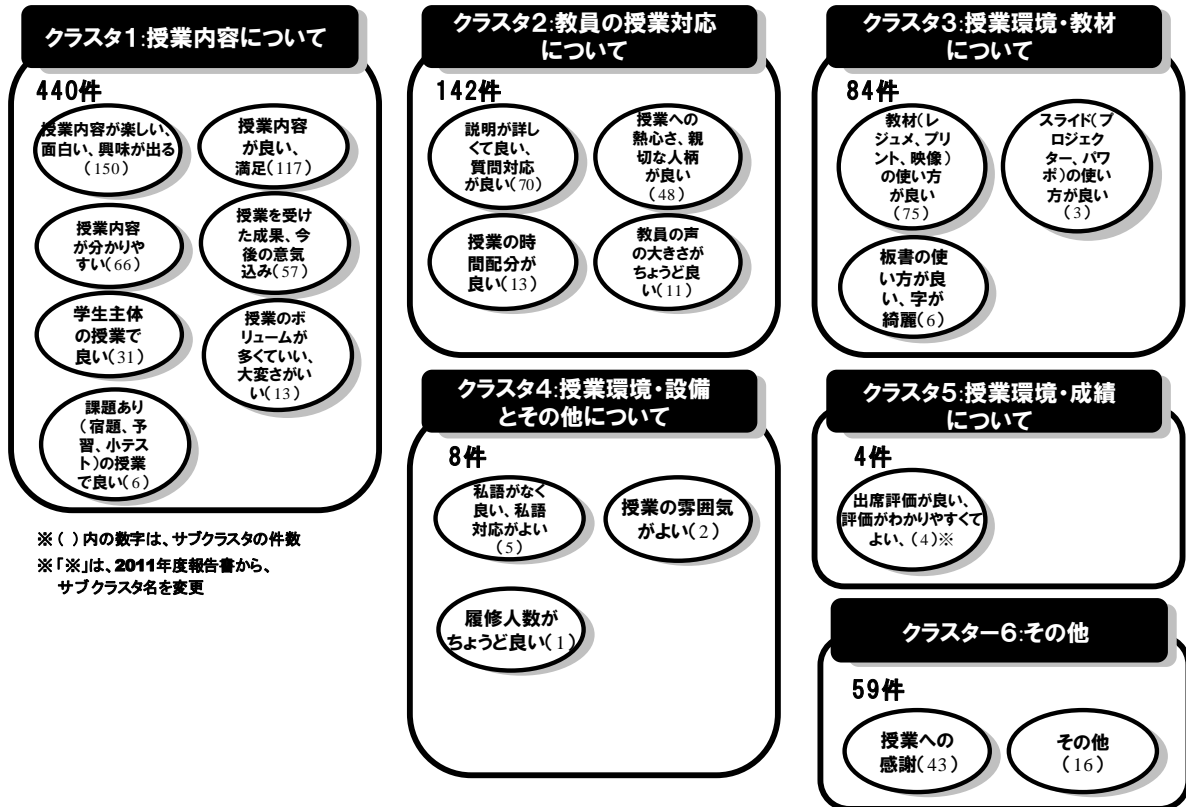 クラスタ1:授業内容について
440件
授業内容が楽しい、
面白い、興味が出る
(150)
授業内容
が良い、
満足(117)
授業内容
が分かりや
すい(66)
授業を受け
た成果、今
後の意気
込み(57)
学生主体
の授業で
良い(31)
授業のボ
リュームが
多くていい、
大変さがい
い(13)
課題あり
(宿題、予
習、小テス
ト)の授業
で良い(6)
※( )内の数字は、サブクラスタの件数
※「※」は、2011年度報告書から、
サブクラスタ名を変更
クラスタ2:教員の授業対応
について
142件
説明が詳し
くて良い、
質問対応
が良い(70)
授業への
熱心さ、親
切な人柄
が良い
(48)
授業の時
間配分が
良い(13)
教員の声
の大きさが
ちょうど良
い(11)
クラスタ3:授業環境・教材
について
84件
教材(レ
ジュメ、プリ
ント、映像)
の使い方
が良い
(75)
スライド(プ
ロジェク
ター、パワ
ポ)の使い
方が良い
(3)
板書の使
い方が良
い、字が
綺麗(6)
クラスタ4:授業環境・設備
とその他について
8件
私語がなく
良い、私語
対応がよい
(5)
授業の雰囲気
がよい(2)
履修人数が
ちょうど良い(1)
クラスタ5:授業環境・成績
について
4件
出席評価が良い、
評価がわかりやすくて
よい、(4)※
クラスター6:その他
59件
授業への
感謝(43)
その他
(16)